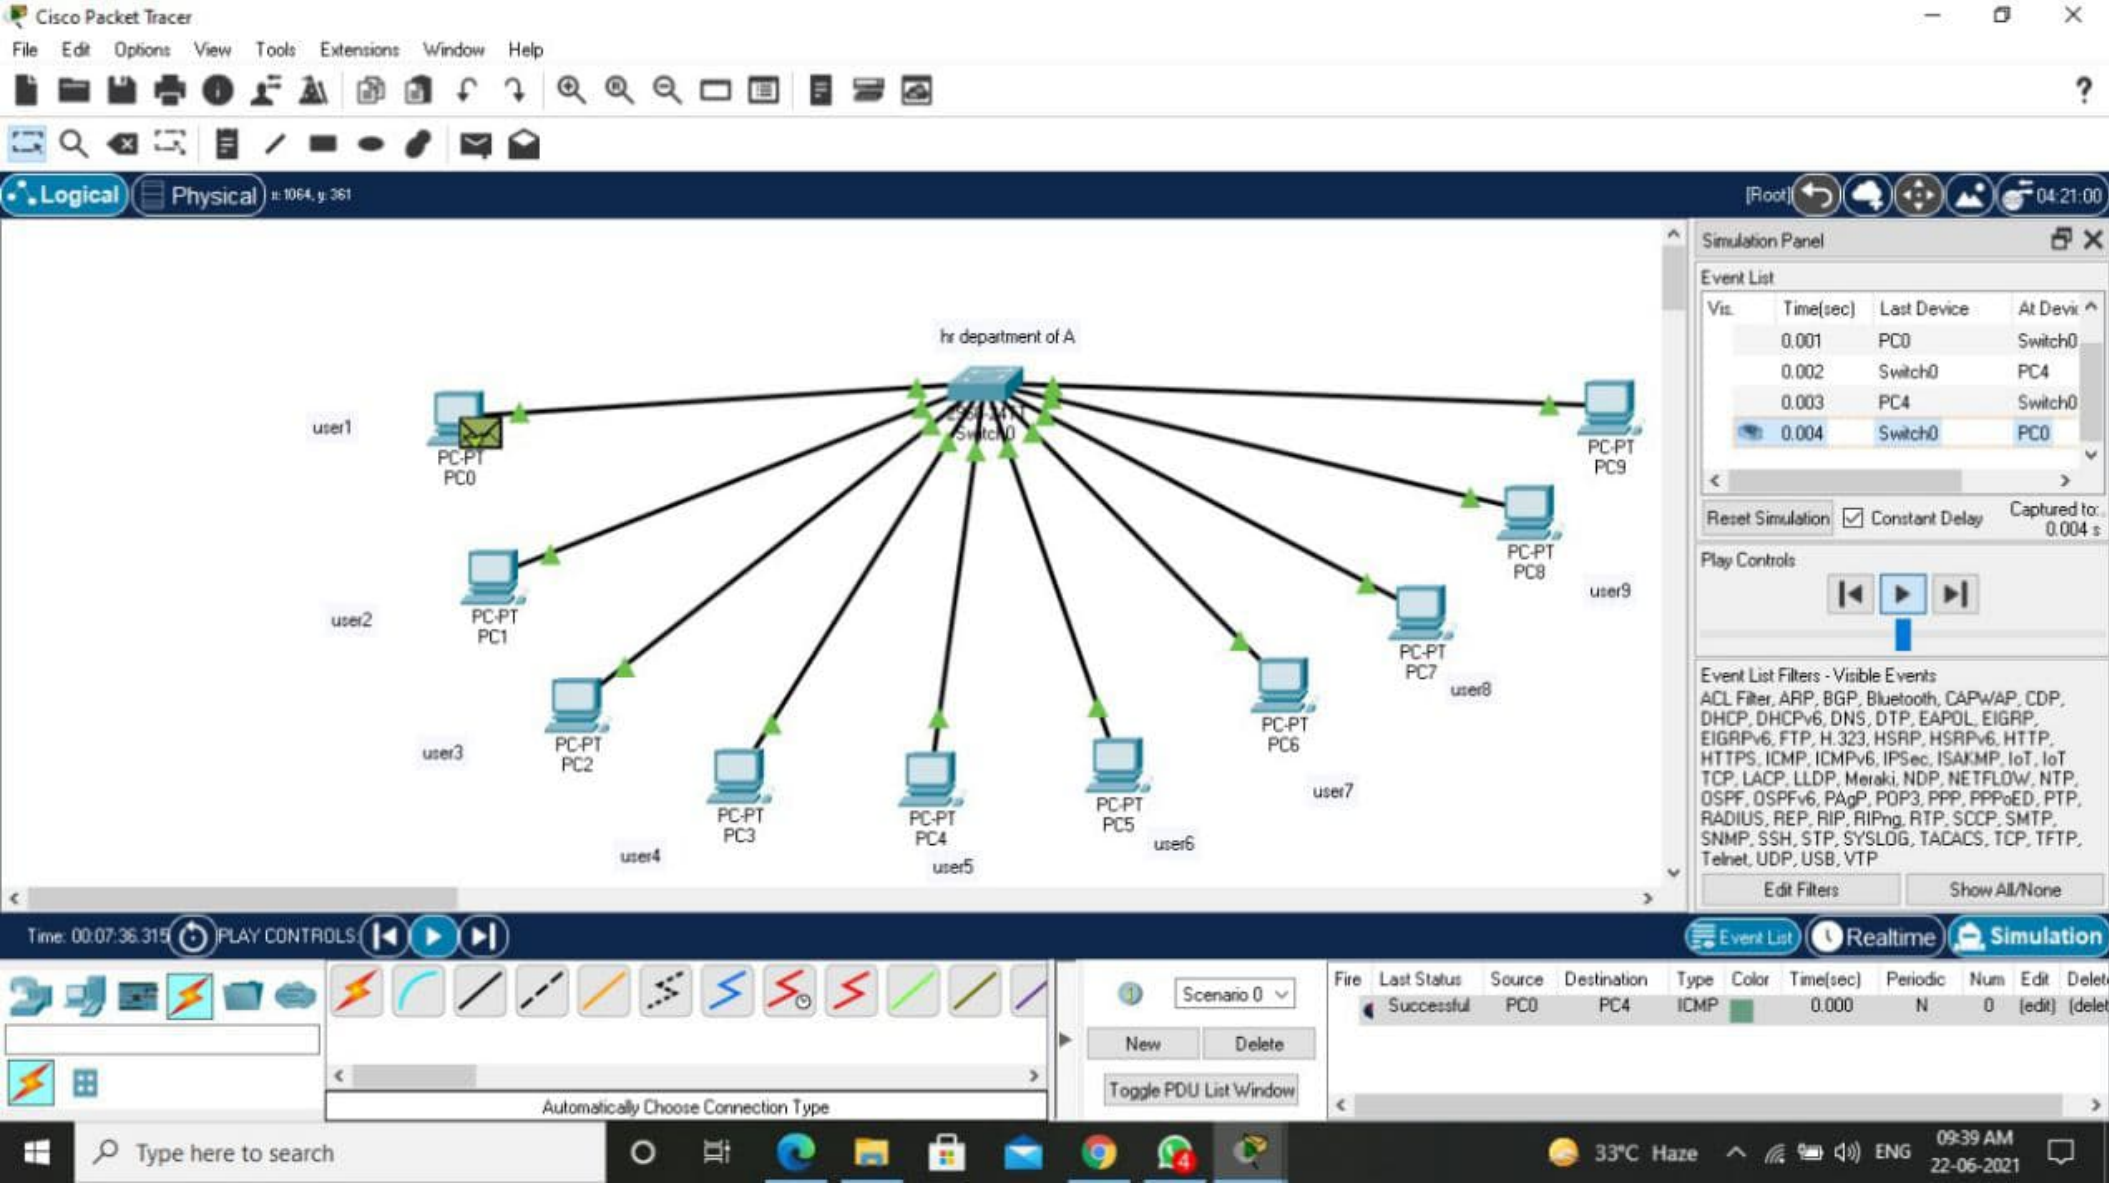 Cisco Packet Tracer
File Edit Options View Tools Extensions Window Help
?
Logical Physical x: 1064, y: 361 [Root] 04:21:00
hr department of A
Switch0
user1
PC-PT
PC0
user2
PC-PT
PC1
user3
PC-PT
PC2
user4
PC-PT
PC3
PC-PT
PC4
user5
PC-PT
PC5
user6
PC-PT
PC6
user7
PC-PT
PC7
user8
PC-PT
PC8
user9
PC-PT
PC9
Simulation Panel
Event List
Vis. Time(sec) Last Device At Devic
0.001 PC0 Switch0
0.002 Switch0 PC4
0.003 PC4 Switch0
0.004 Switch0 PC0
Reset Simulation Constant Delay Captured to:
0.004 s
Play Controls
Event List Filters - Visible Events
ACL Filter, ARP, BGP, Bluetooth, CAPWAP, CDP,
DHCP, DHCPv6, DNS, DTP, EAPOL, EIGRP,
EIGRPv6, FTP, H.323, HSRP, HSRPv6, HTTP,
HTTPS, ICMP, ICMPv6, IPSec, ISAKMP, IoT, IoT
TCP, LACP, LLDP, Meraki, NDP, NETFLOW, NTP,
OSPF, OSPFv6, PAgP, POP3, PPP, PPPoED, PTP,
RADIUS, REP, RIP, RIPng, RTP, SCCP, SMTP,
SNMP, SSH, STP, SYSLOG, TACACS, TCP, TFTP,
Telnet, UDP, USB, VTP
Edit Filters Show All/None
Time: 00:07:36.315 PLAY CONTROLS: Event List Realtime Simulation
Scenario 0
New Delete
Toggle PDU List Window
Fire Last Status Source Destination Type Color Time(sec) Periodic Num Edit Delet
Successful PC0 PC4 ICMP 0.000 N 0 (edit) (delet
Automatically Choose Connection Type
Type here to search
4
33°C Haze ENG 09:39 AM
22-06-2021